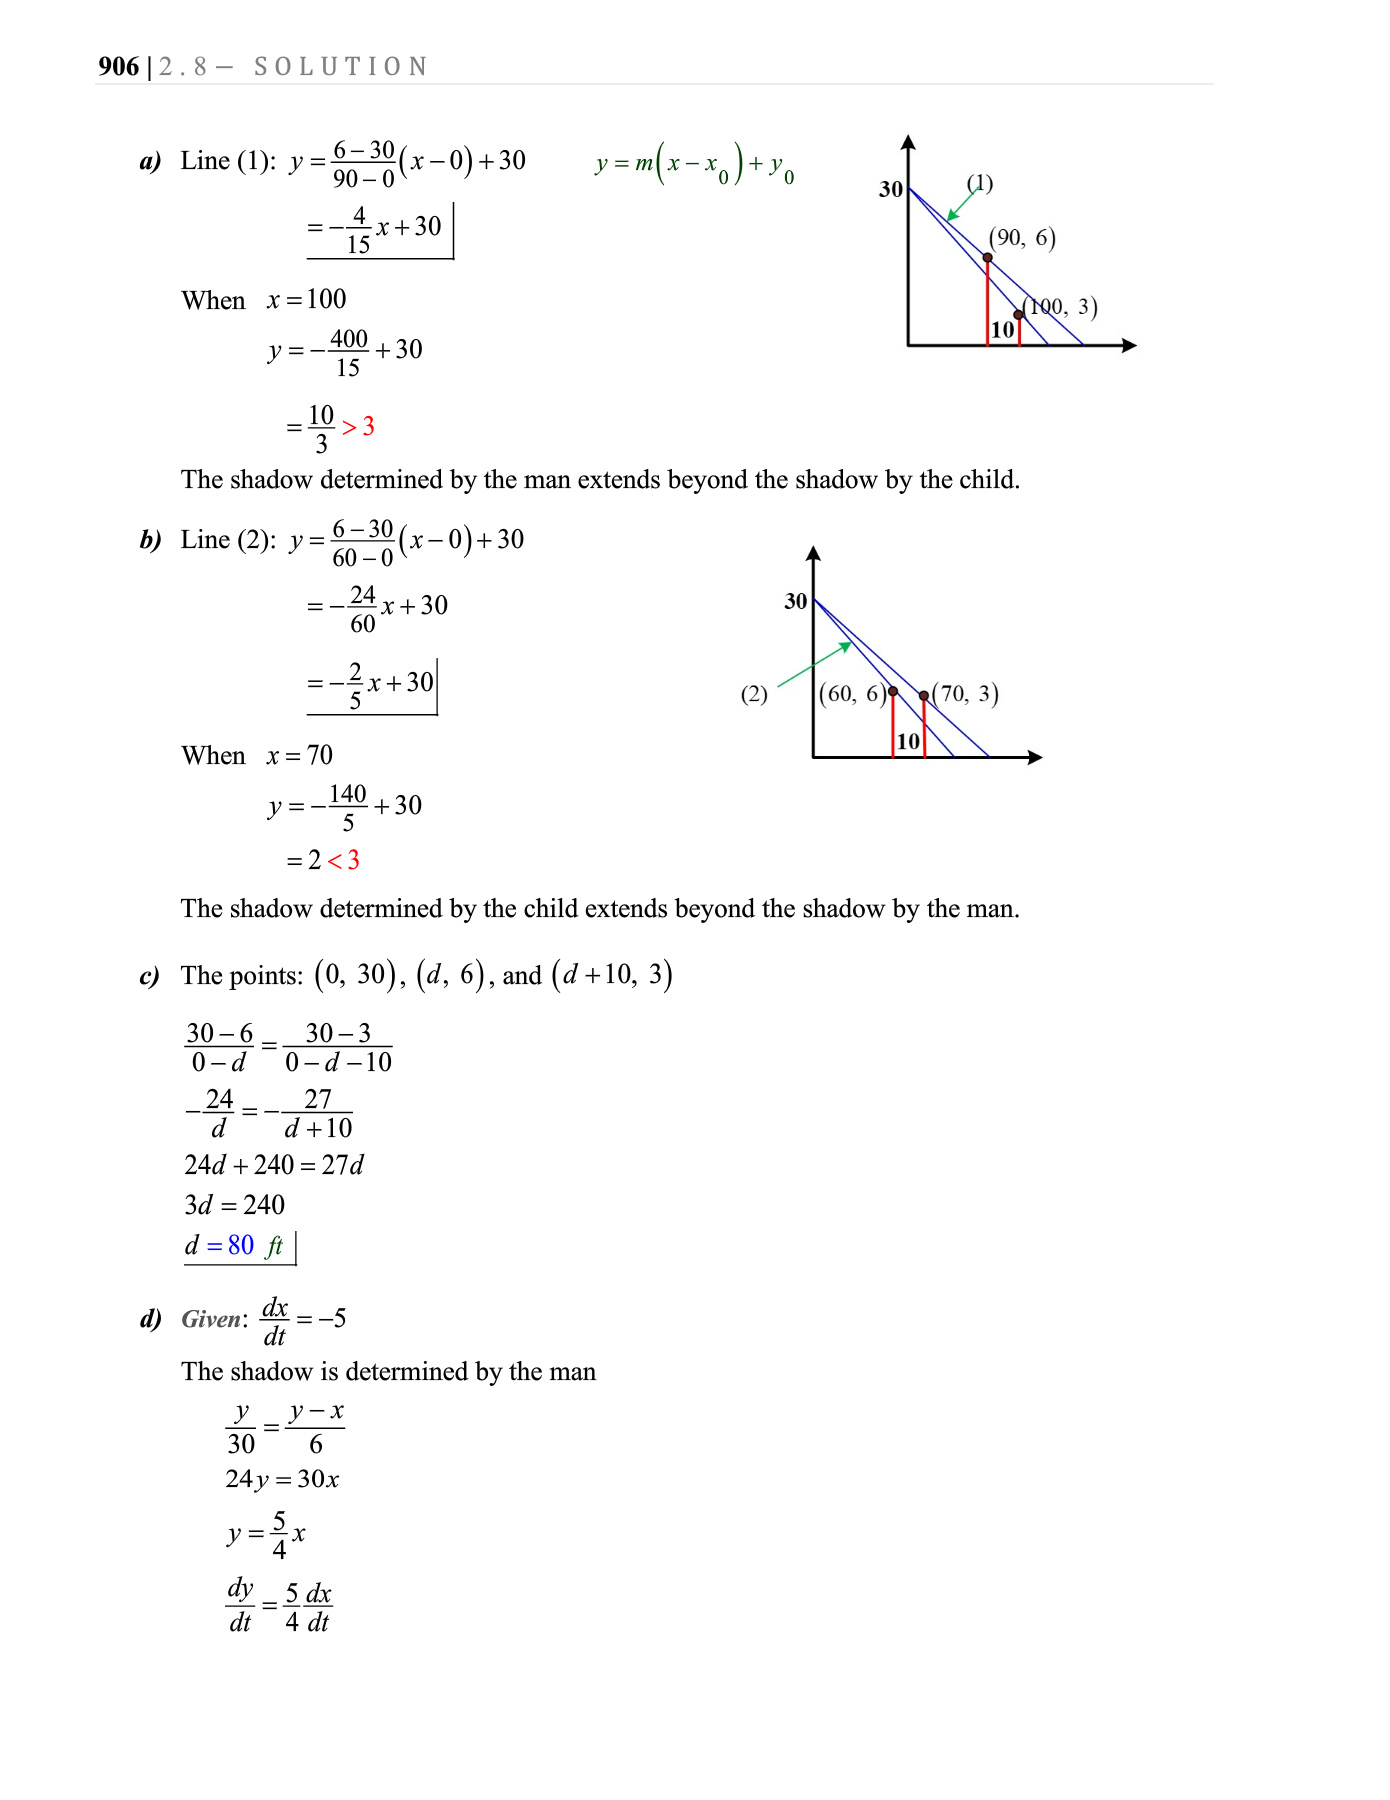 906 | 2.8 – SOLUTION
a) Line (1): y = \frac{6-30}{90-0}(x-0)+30    y = m(x-x_0)+y_0
= -\frac{4}{15}x+30
When x = 100
y = -\frac{400}{15}+30
= \frac{10}{3} > 3
30
(1)
(90, 6)
(100, 3)
10
The shadow determined by the man extends beyond the shadow by the child.
b) Line (2): y = \frac{6-30}{60-0}(x-0)+30
= -\frac{24}{60}x+30
= -\frac{2}{5}x+30
When x = 70
y = -\frac{140}{5}+30
= 2 < 3
30
(2)
(60, 6)
(70, 3)
10
The shadow determined by the child extends beyond the shadow by the man.
c) The points: (0, 30), (d, 6), and (d+10, 3)
\frac{30-6}{0-d} = \frac{30-3}{0-d-10}
-\frac{24}{d} = -\frac{27}{d+10}
24d + 240 = 27d
3d = 240
d = 80 ft
d) Given: \frac{dx}{dt} = -5
The shadow is determined by the man
\frac{y}{30} = \frac{y-x}{6}
24y = 30x
y = \frac{5}{4}x
\frac{dy}{dt} = \frac{5}{4}\frac{dx}{dt}